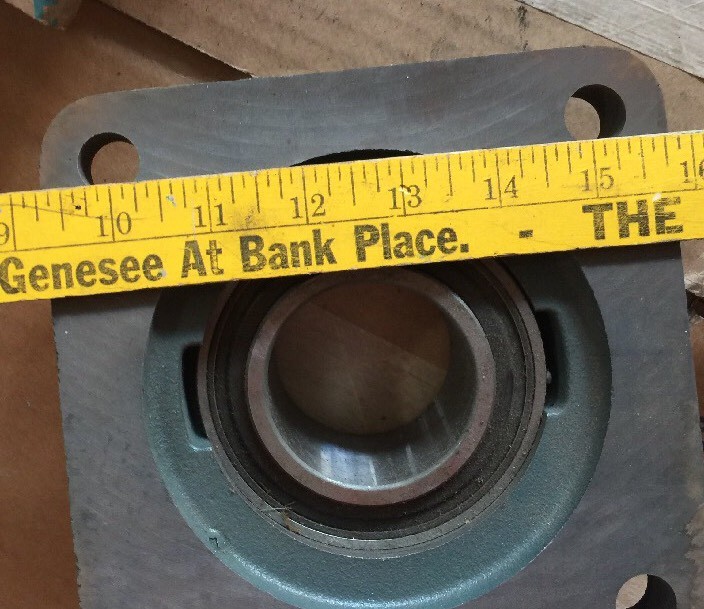 9 10 11 12 13 14 15 16
Genesee At Bank Place. - THE